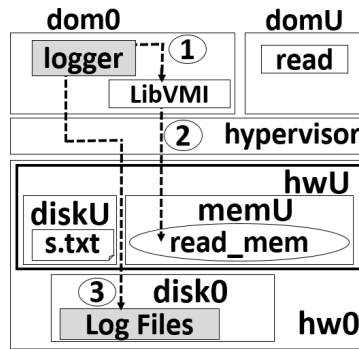 dom0
domU
logger
1
read
LibVMI
2
hypervisor
hwU
diskU
memU
s.txt
read_mem
3
disk0
Log Files
hw0